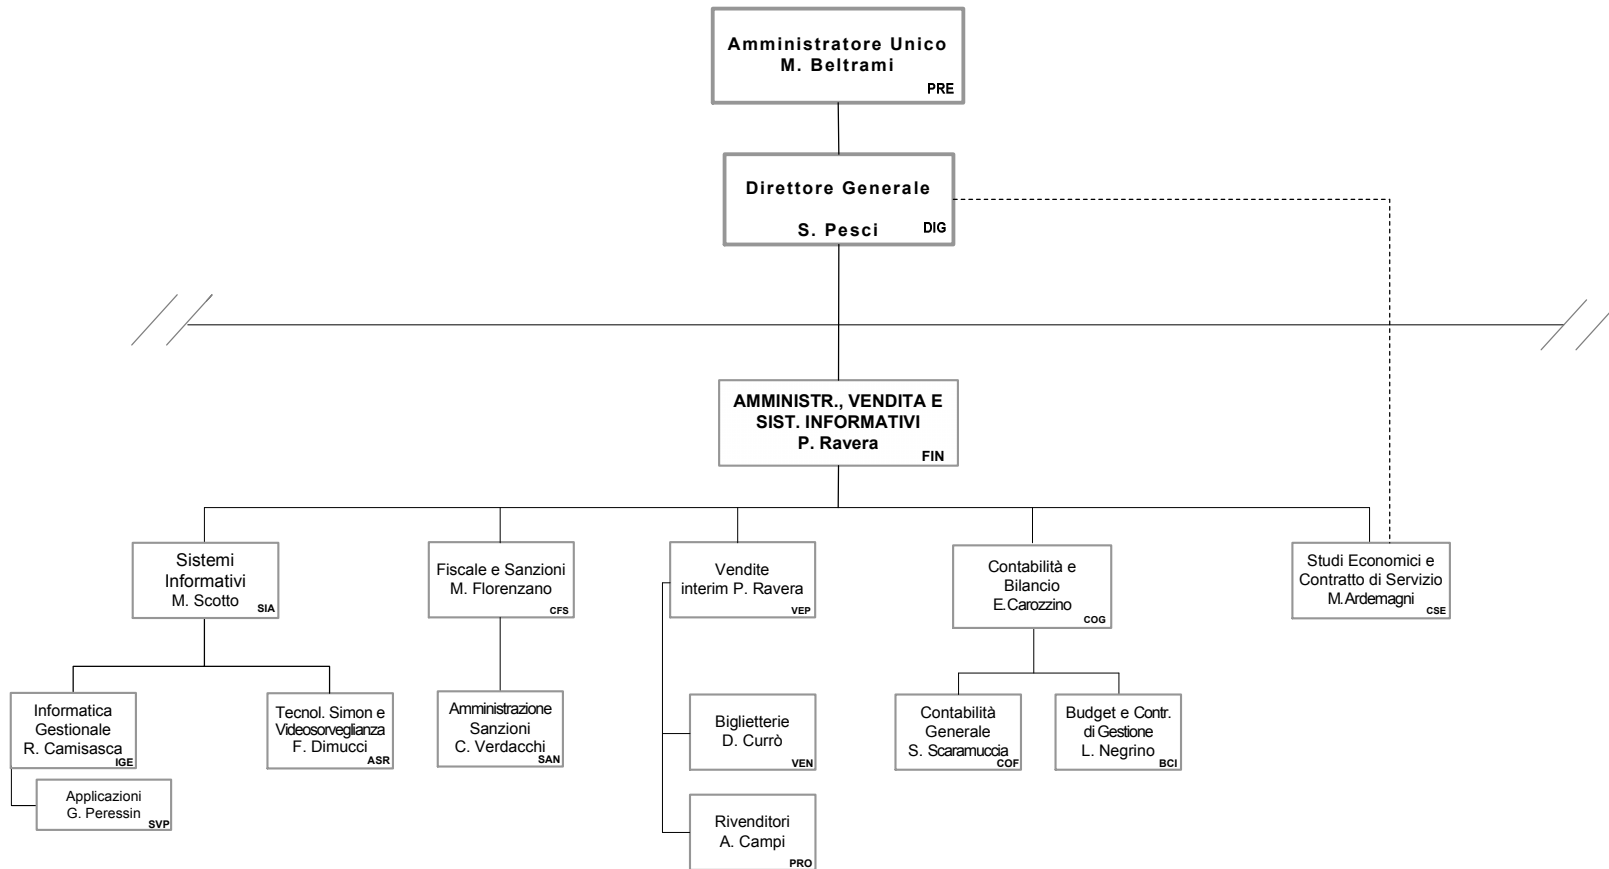 Amministratore Unico
M. Beltrami
PRE
Direttore Generale
S. Pesci
DIG
AMMINISTR., VENDITA E
SIST. INFORMATIVI
P. Ravera
FIN
Sistemi
Informativi
M. Scotto
SIA
Fiscale e Sanzioni
M. Florenzano
CFS
Vendite
interim P. Ravera
VEP
Contabilità e
Bilancio
E.Carozzino
COG
Studi Economici e
Contratto di Servizio
M.Ardemagni
CSE
Informatica
Gestionale
R. Camisasca
IGE
Tecnol. Simon e
Videosorveglianza
F. Dimucci
ASR
Amministrazione
Sanzioni
C. Verdacchi
SAN
Biglietterie
D. Currò
VEN
Contabilità
Generale
S. Scaramuccia
COF
Budget e Contr.
di Gestione
L. Negrino
BCI
Applicazioni
G. Peressin
SVP
Rivenditori
A. Campi
PRO